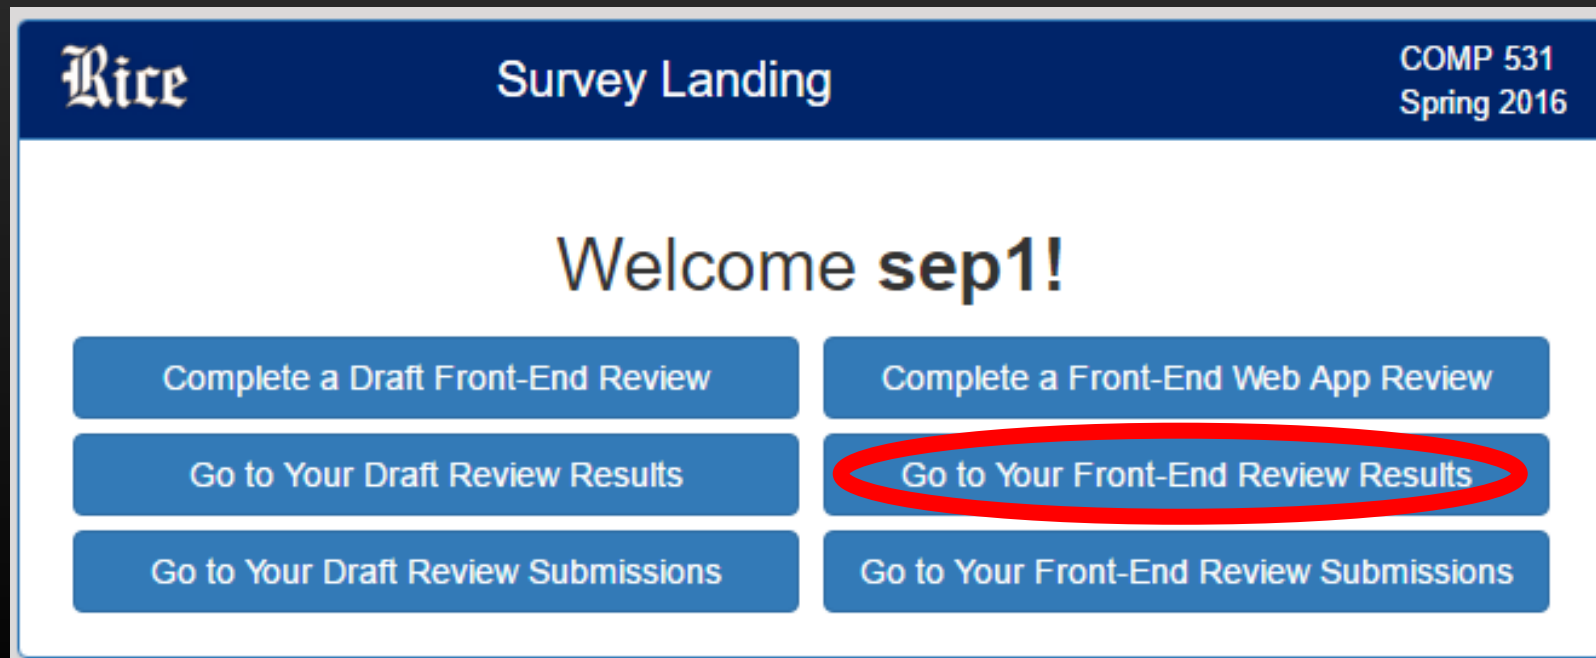 Rice
Survey Landing
COMP 531
Spring 2016
Welcome sep1!
Complete a Draft Front-End Review
Complete a Front-End Web App Review
Go to Your Draft Review Results
Go to Your Front-End Review Results
Go to Your Draft Review Submissions
Go to Your Front-End Review Submissions